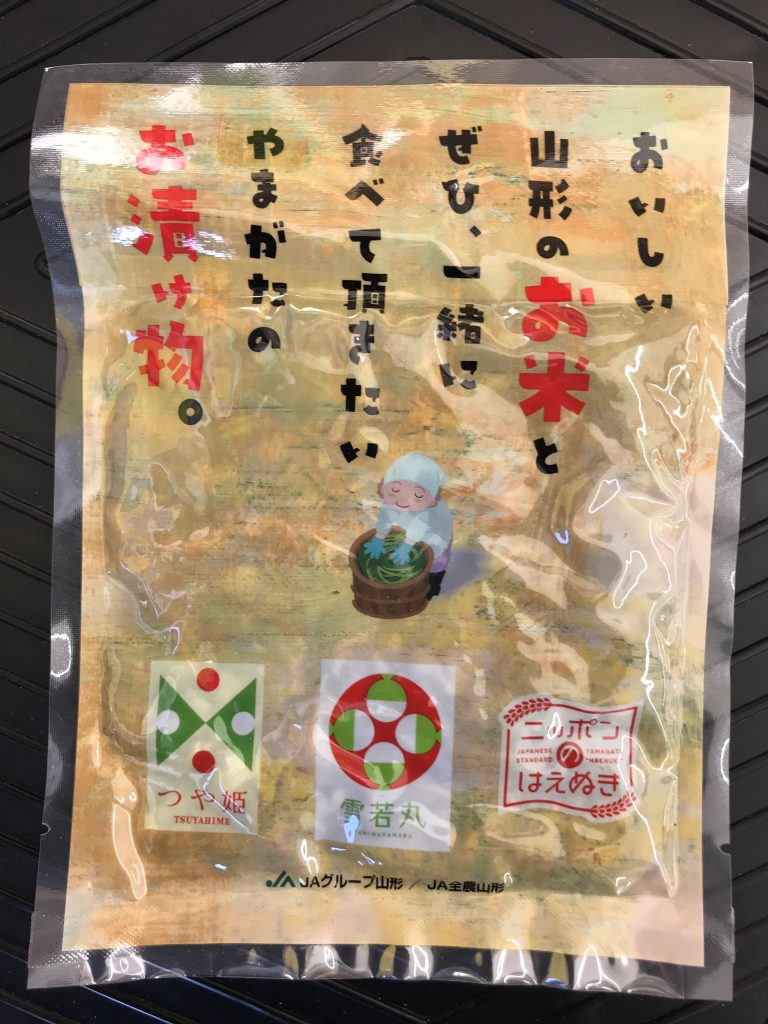 おいしい
山形のお米と
ぜひ、一緒に
食べて頂きたい
やまがたの
お漬け物。
つや姫
TSUYAHIME
雪若丸
YUKIWAKAMARU
ニッポン
の
JAPANESE YAMAGATA
STANDARD HAENUKI
はえぬき
JAグループ山形 / JA全農山形